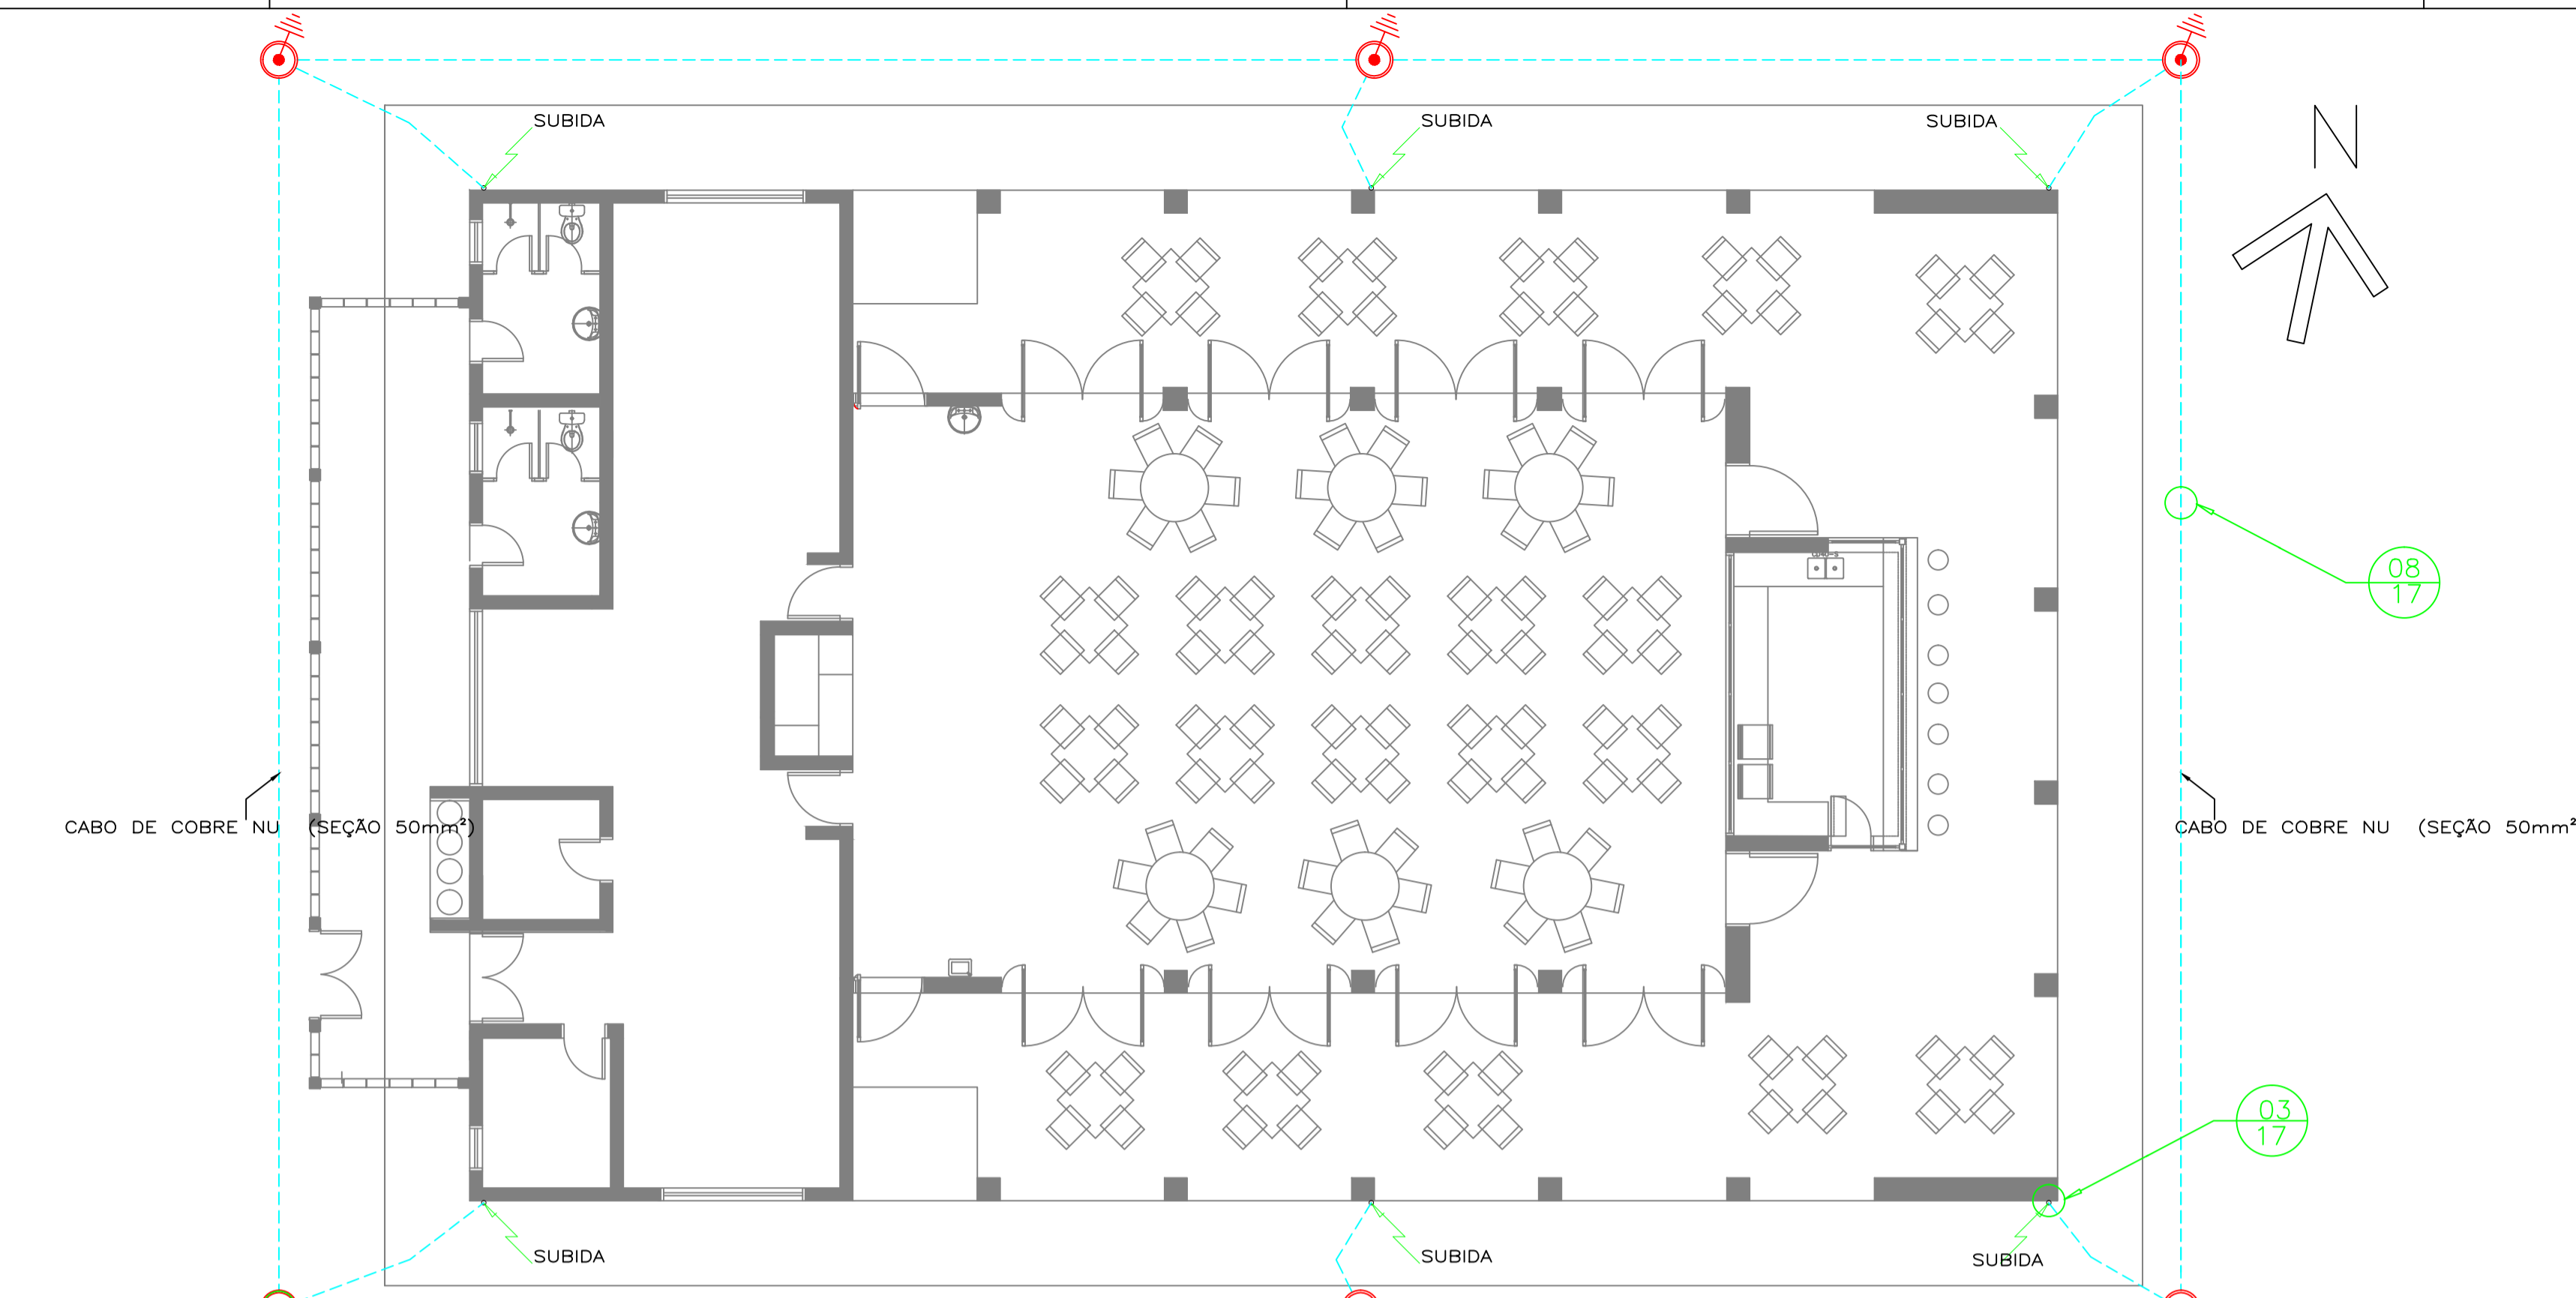 SUBIDA
SUBIDA
SUBIDA
N
08
17
CABO DE COBRE NU (SEÇÃO 50mm²)
CABO DE COBRE NU (SEÇÃO 50mm²
03
17
SUBIDA
SUBIDA
SUBIDA